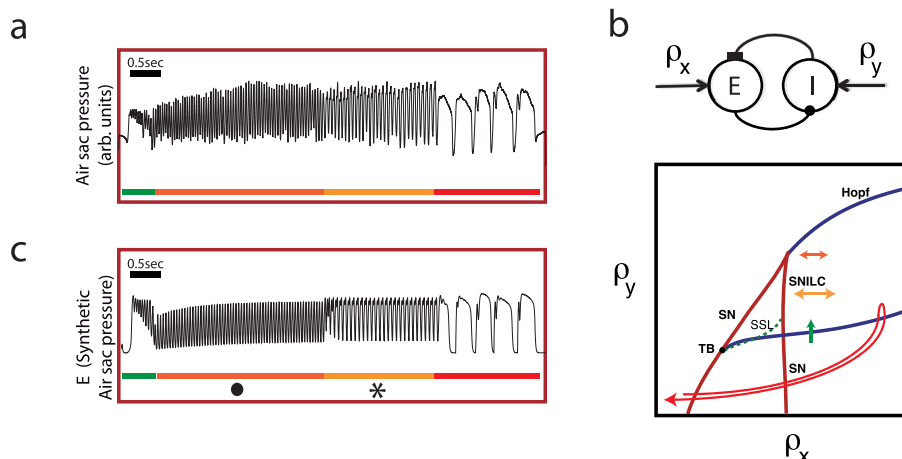 a
0.5sec
Air sac pressure
(arb. units)
c
0.5sec
E (Synthetic
Air sac pressure)
*
b
ρx
E
I
ρy
Hopf
SNILC
SN
SSL
TB
SN
ρy
ρx